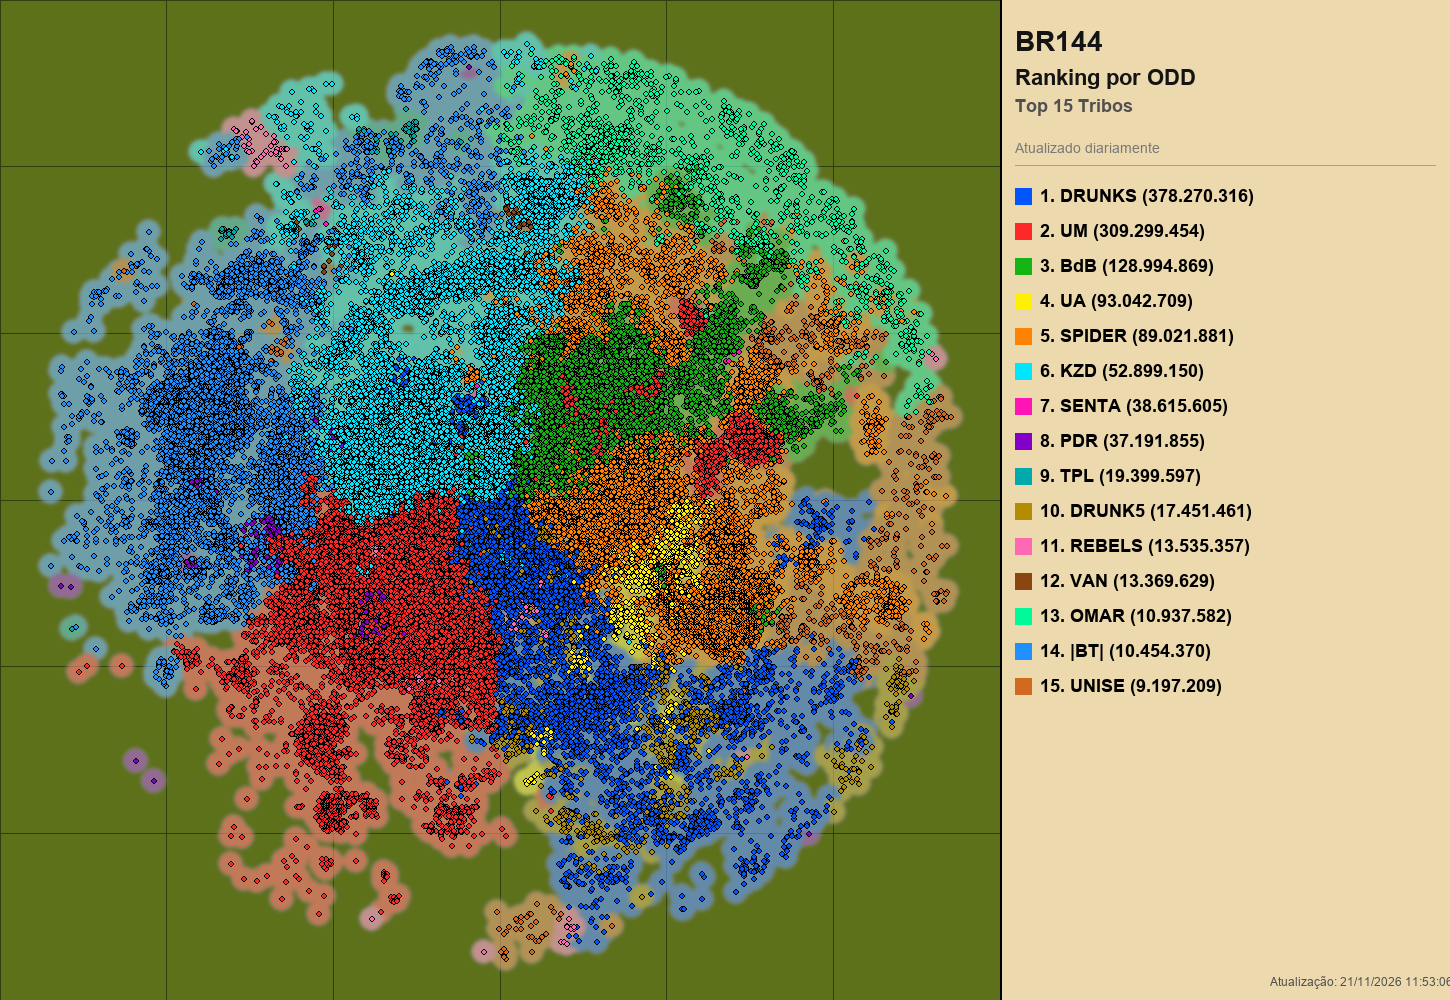 BR144
Ranking por ODD
Top 15 Tribos
Atualizado diariamente
1. DRUNKS (378.270.316)
2. UM (309.299.454)
3. BdB (128.994.869)
4. UA (93.042.709)
5. SPIDER (89.021.881)
6. KZD (52.899.150)
7. SENTA (38.615.605)
8. PDR (37.191.855)
9. TPL (19.399.597)
10. DRUNK5 (17.451.461)
11. REBELS (13.535.357)
12. VAN (13.369.629)
13. OMAR (10.937.582)
14. |BT| (10.454.370)
15. UNISE (9.197.209)
Atualização: 21/11/2026 11:53:06